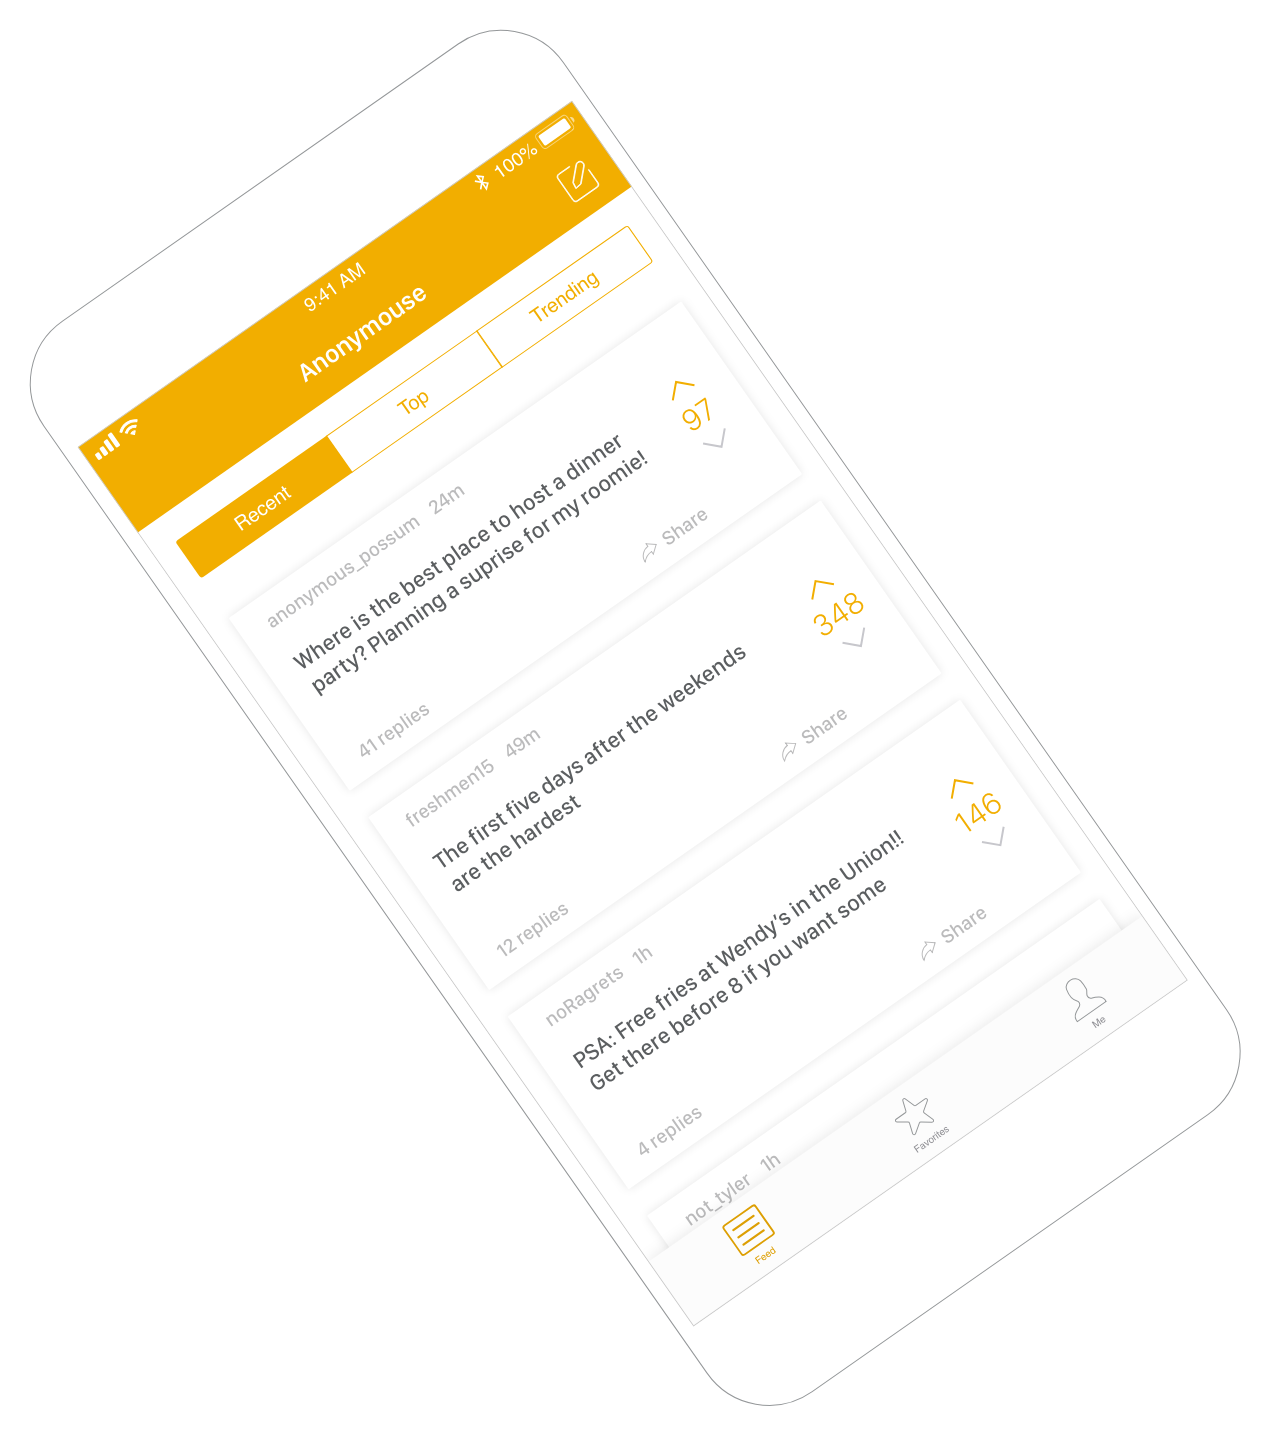 9:41 AM
100%
Anonymouse
Recent
Top
Trending
anonymous_possum 24m
Where is the best place to host a dinner
party? Planning a suprise for my roomie!
97
41 replies
Share
freshmen15 49m
The first five days after the weekends
are the hardest
348
12 replies
Share
noRagrets 1h
PSA: Free fries at Wendy's in the Union!!
Get there before 8 if you want some
146
4 replies
Share
not_tyler 1h
Feed
Favorites
Me